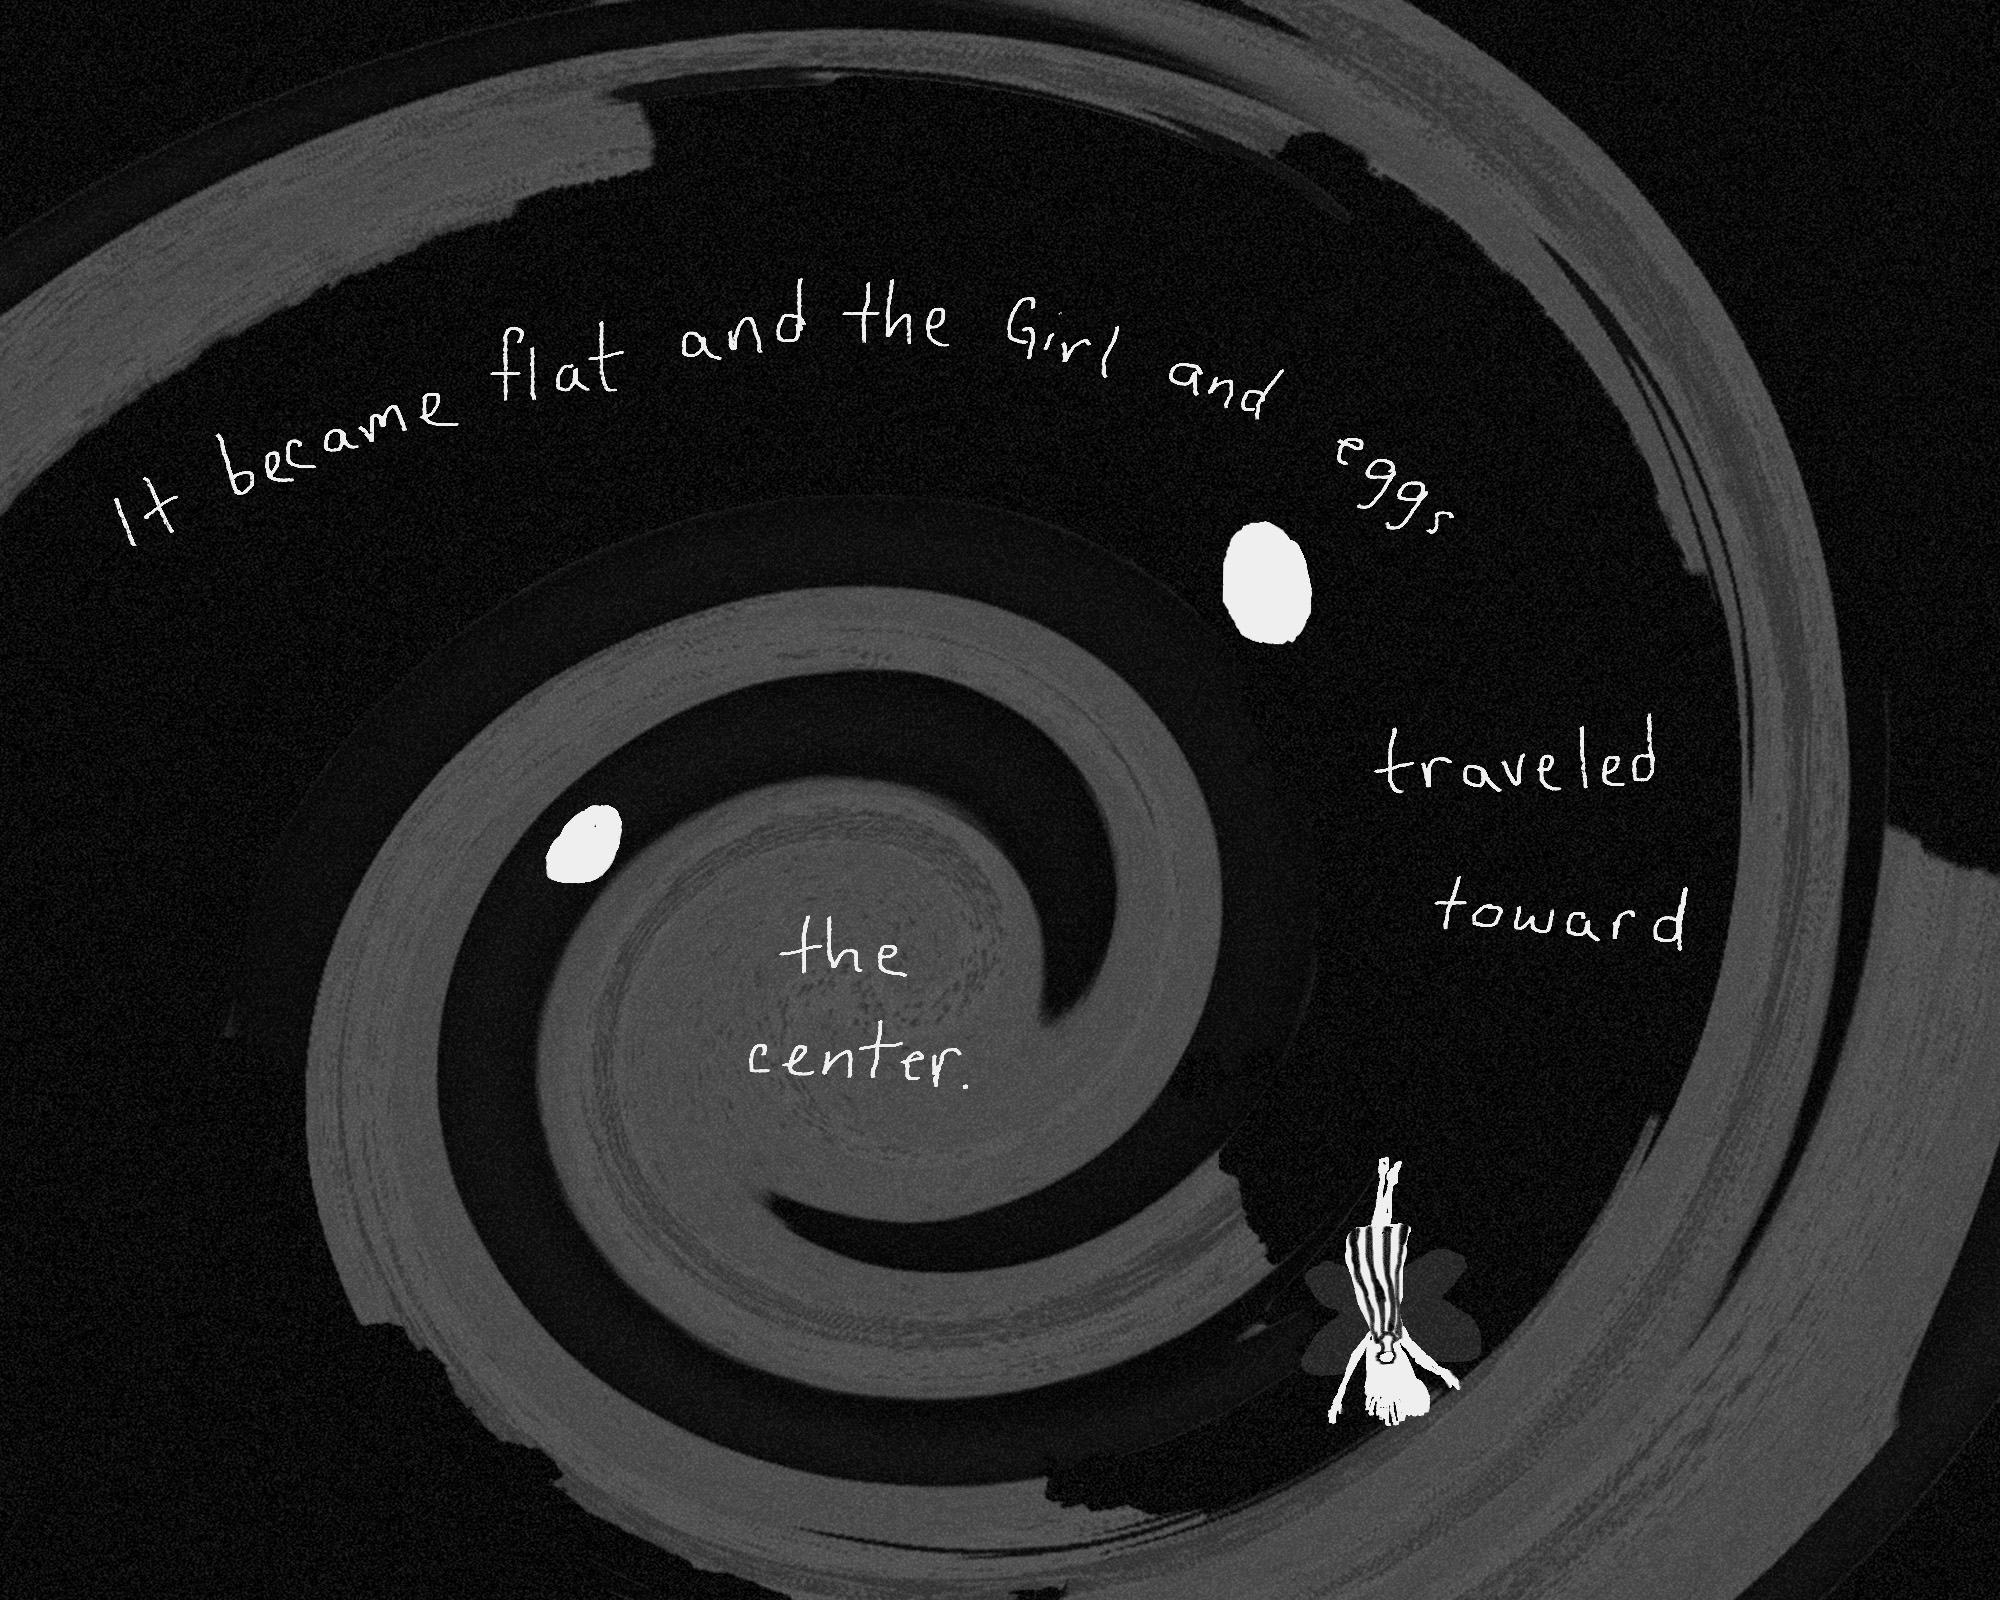 It became flat and the Girl and eggs
traveled
toward
the
center.